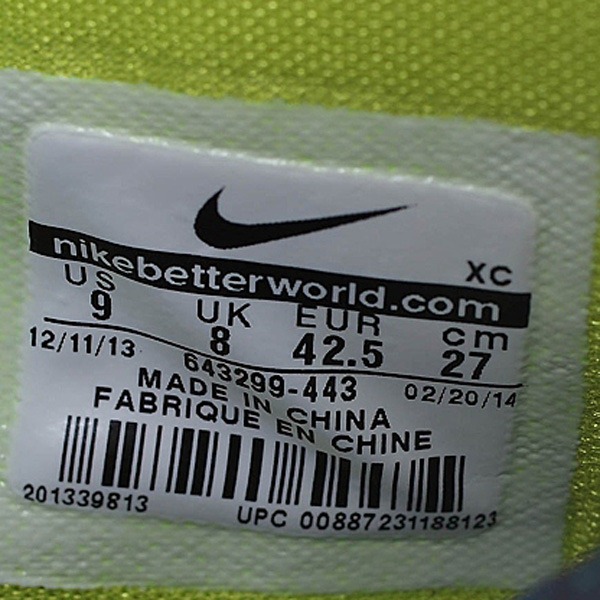 XC
nikebetterworld.com
US UK EUR cm
9 8 42.5 27
12/11/13 643299-443 02/20/14
MADE IN CHINA
FABRIQUE EN CHINE
201339813 UPC 00887231188123